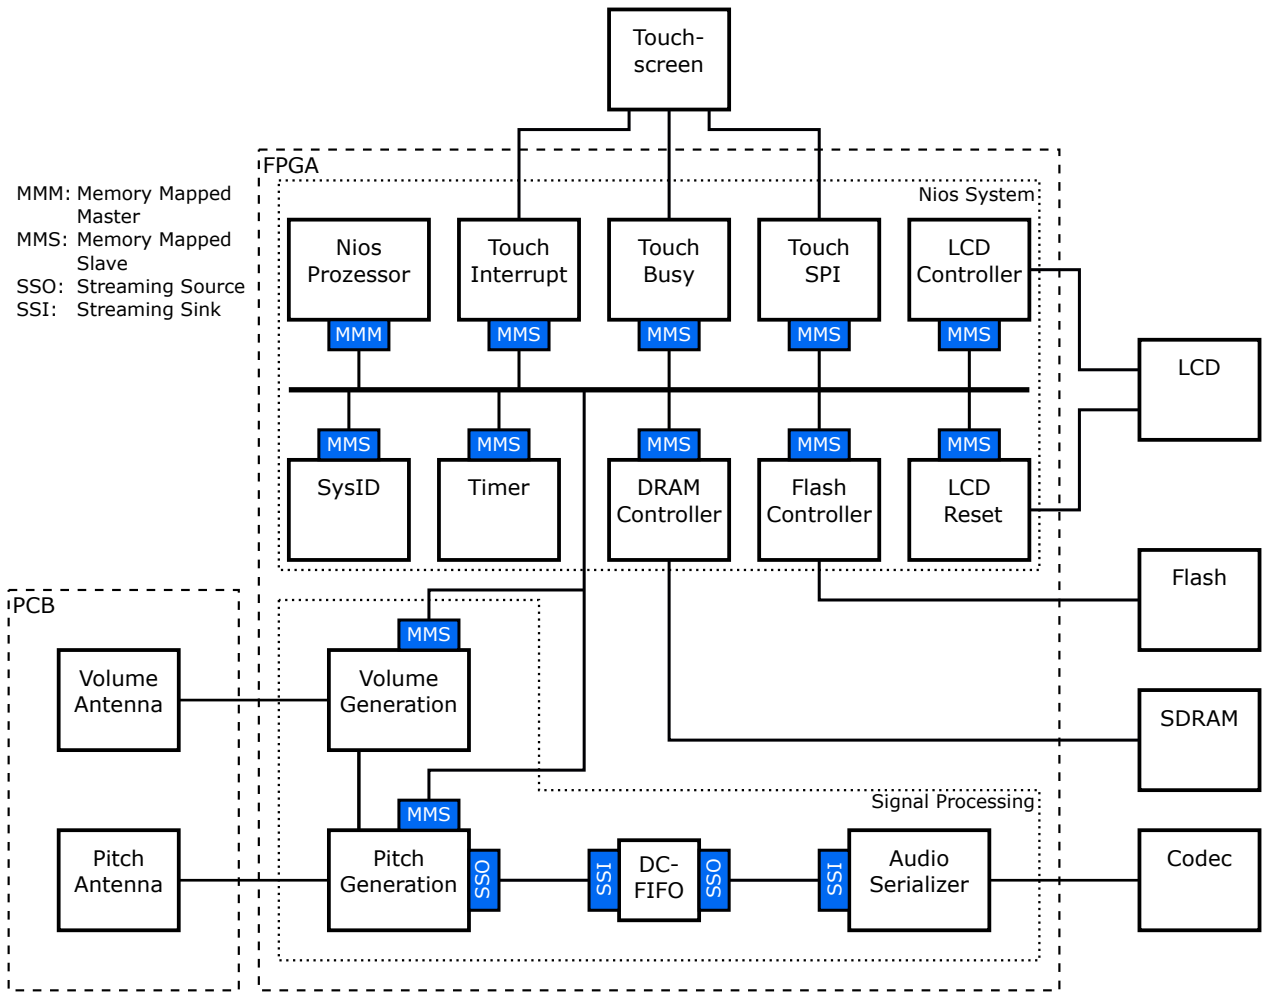 Touch-
screen
FPGA
Nios System
MMM: Memory Mapped
Master
MMS: Memory Mapped
Slave
SSO: Streaming Source
SSI: Streaming Sink
Nios
Prozessor
MMM
Touch
Interrupt
MMS
Touch
Busy
MMS
Touch
SPI
MMS
LCD
Controller
MMS
LCD
MMS
SysID
MMS
Timer
MMS
DRAM
Controller
MMS
Flash
Controller
MMS
LCD
Reset
Flash
PCB
MMS
Volume
Antenna
Volume
Generation
SDRAM
Signal Processing
MMS
Pitch
Antenna
Pitch
Generation
SSO
SSI
DC-
FIFO
SSO
SSI
Audio
Serializer
Codec